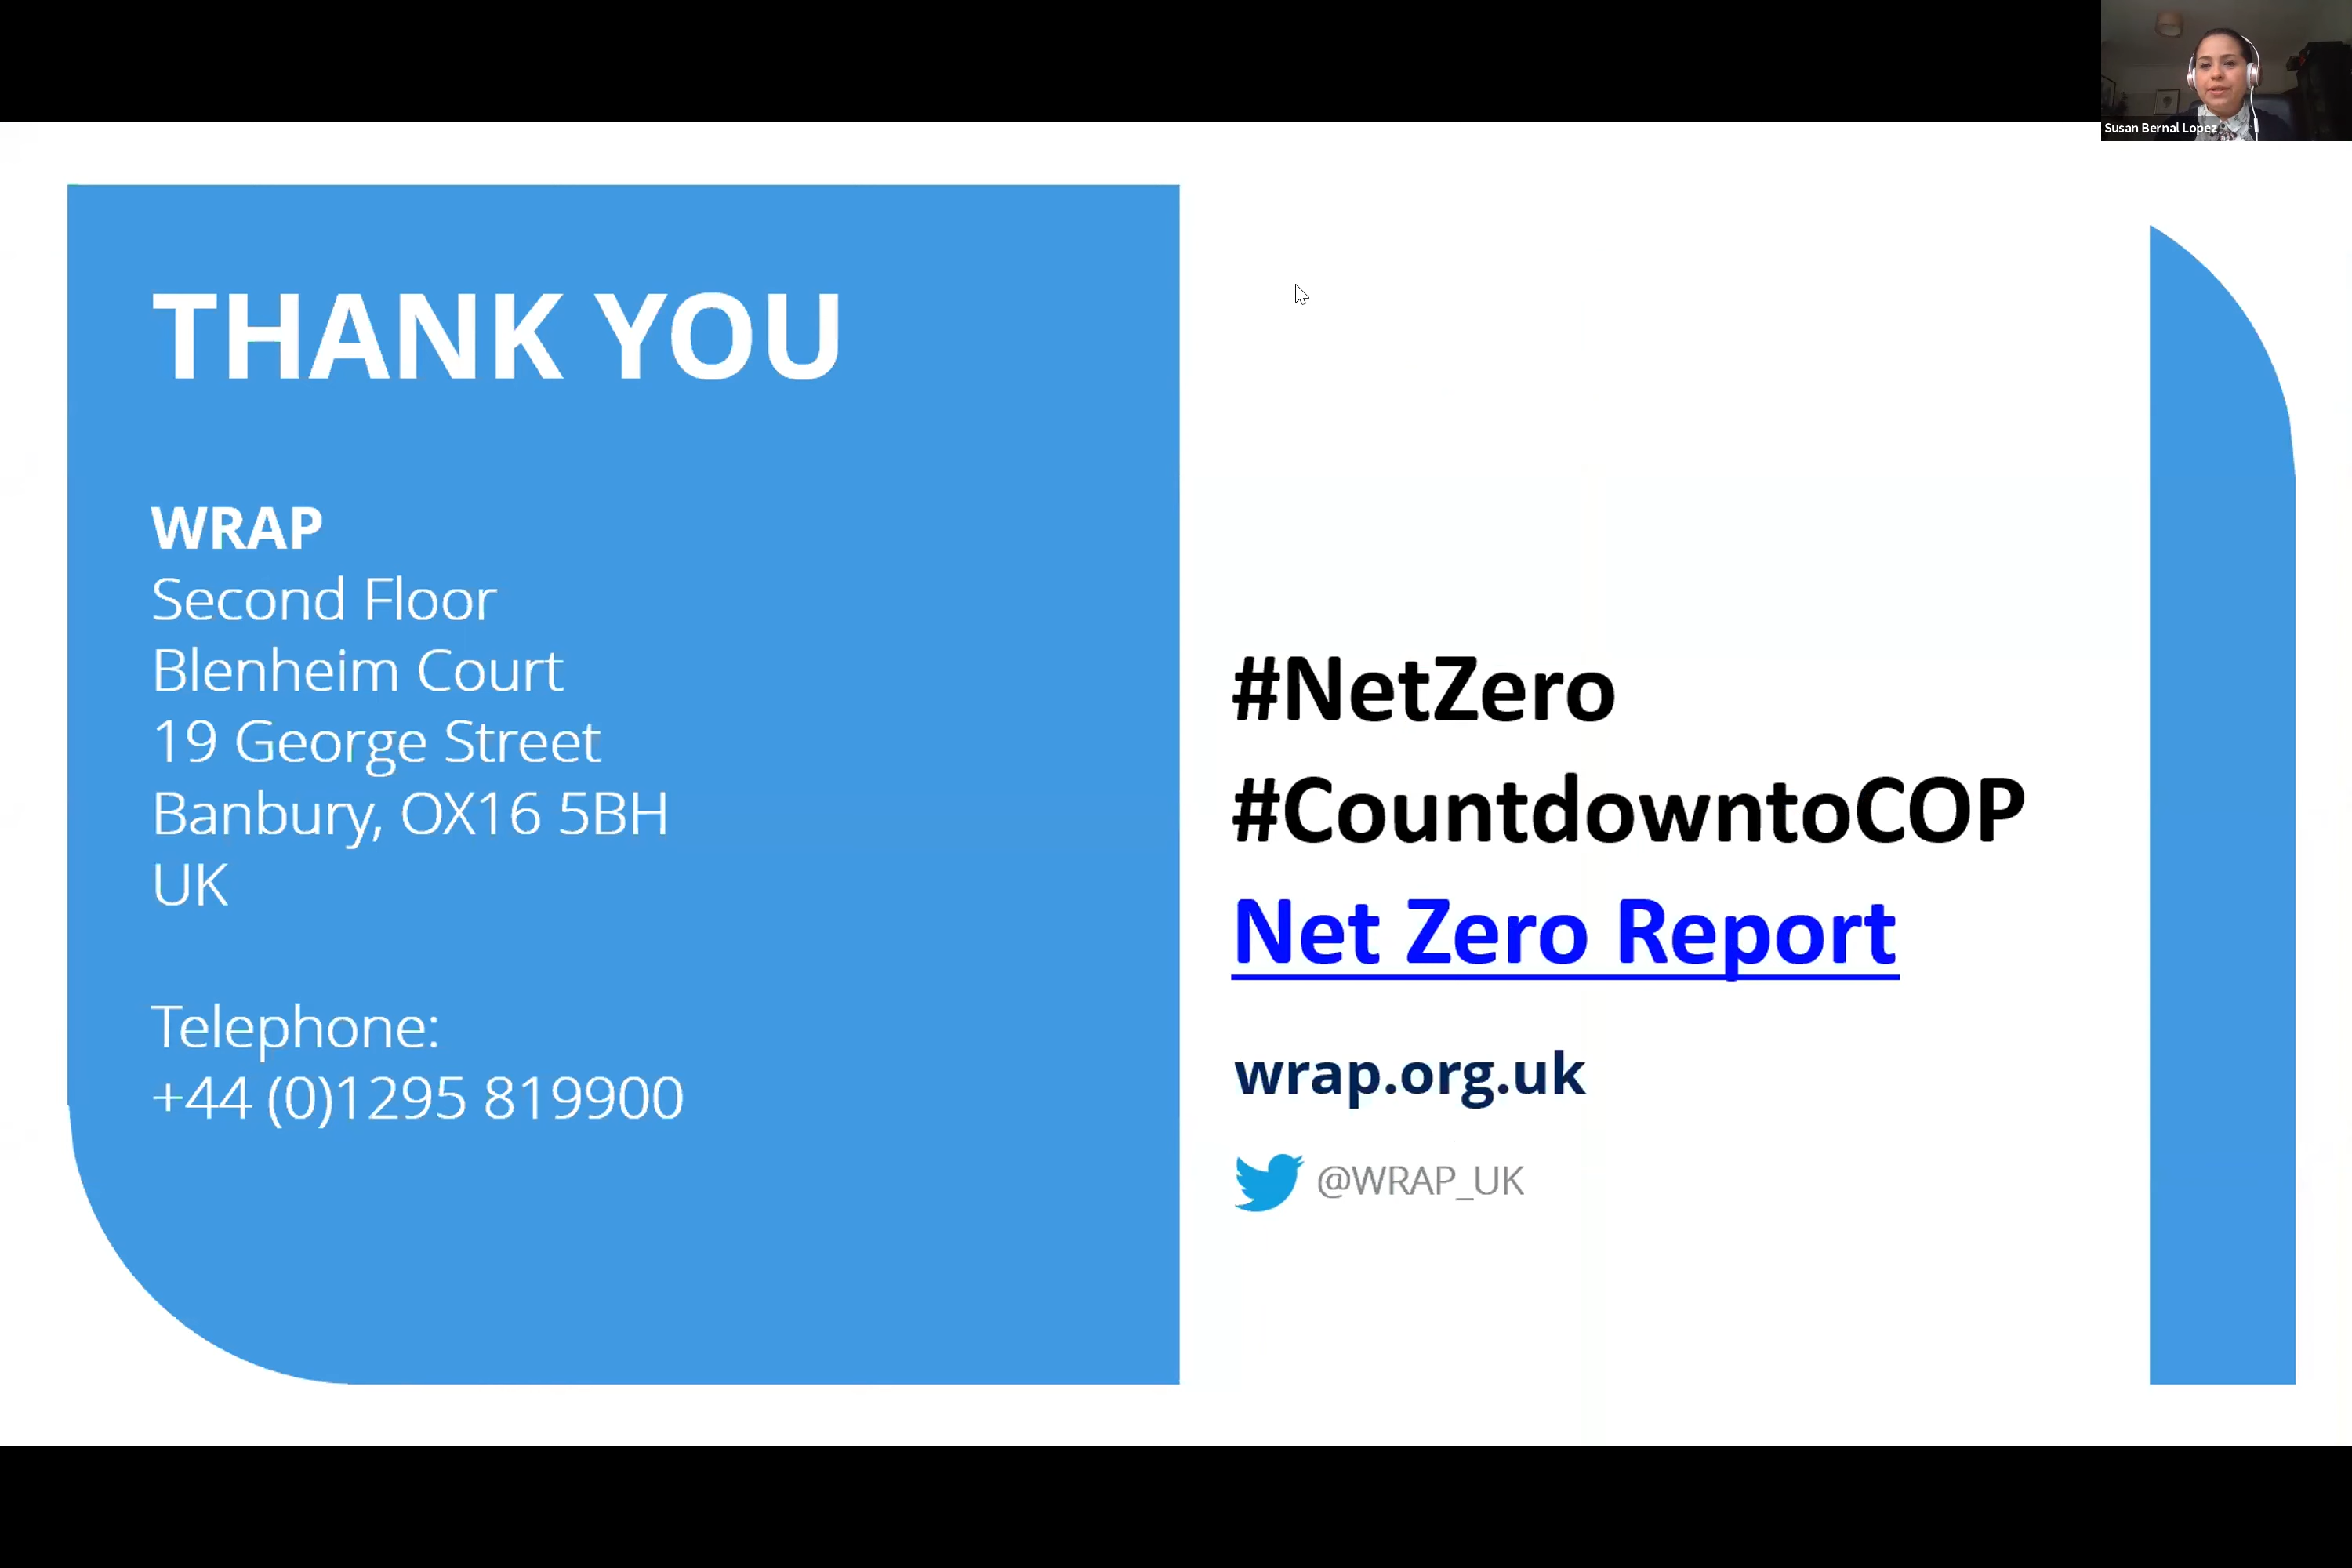 Susan Bernal Lopez
THANK YOU
WRAP
Second Floor
Blenheim Court
19 George Street
Banbury, OX16 5BH
UK
Telephone:
+44 (0)1295 819900
#NetZero
#CountdowntoCOP
Net Zero Report
wrap.org.uk
@WRAP_UK